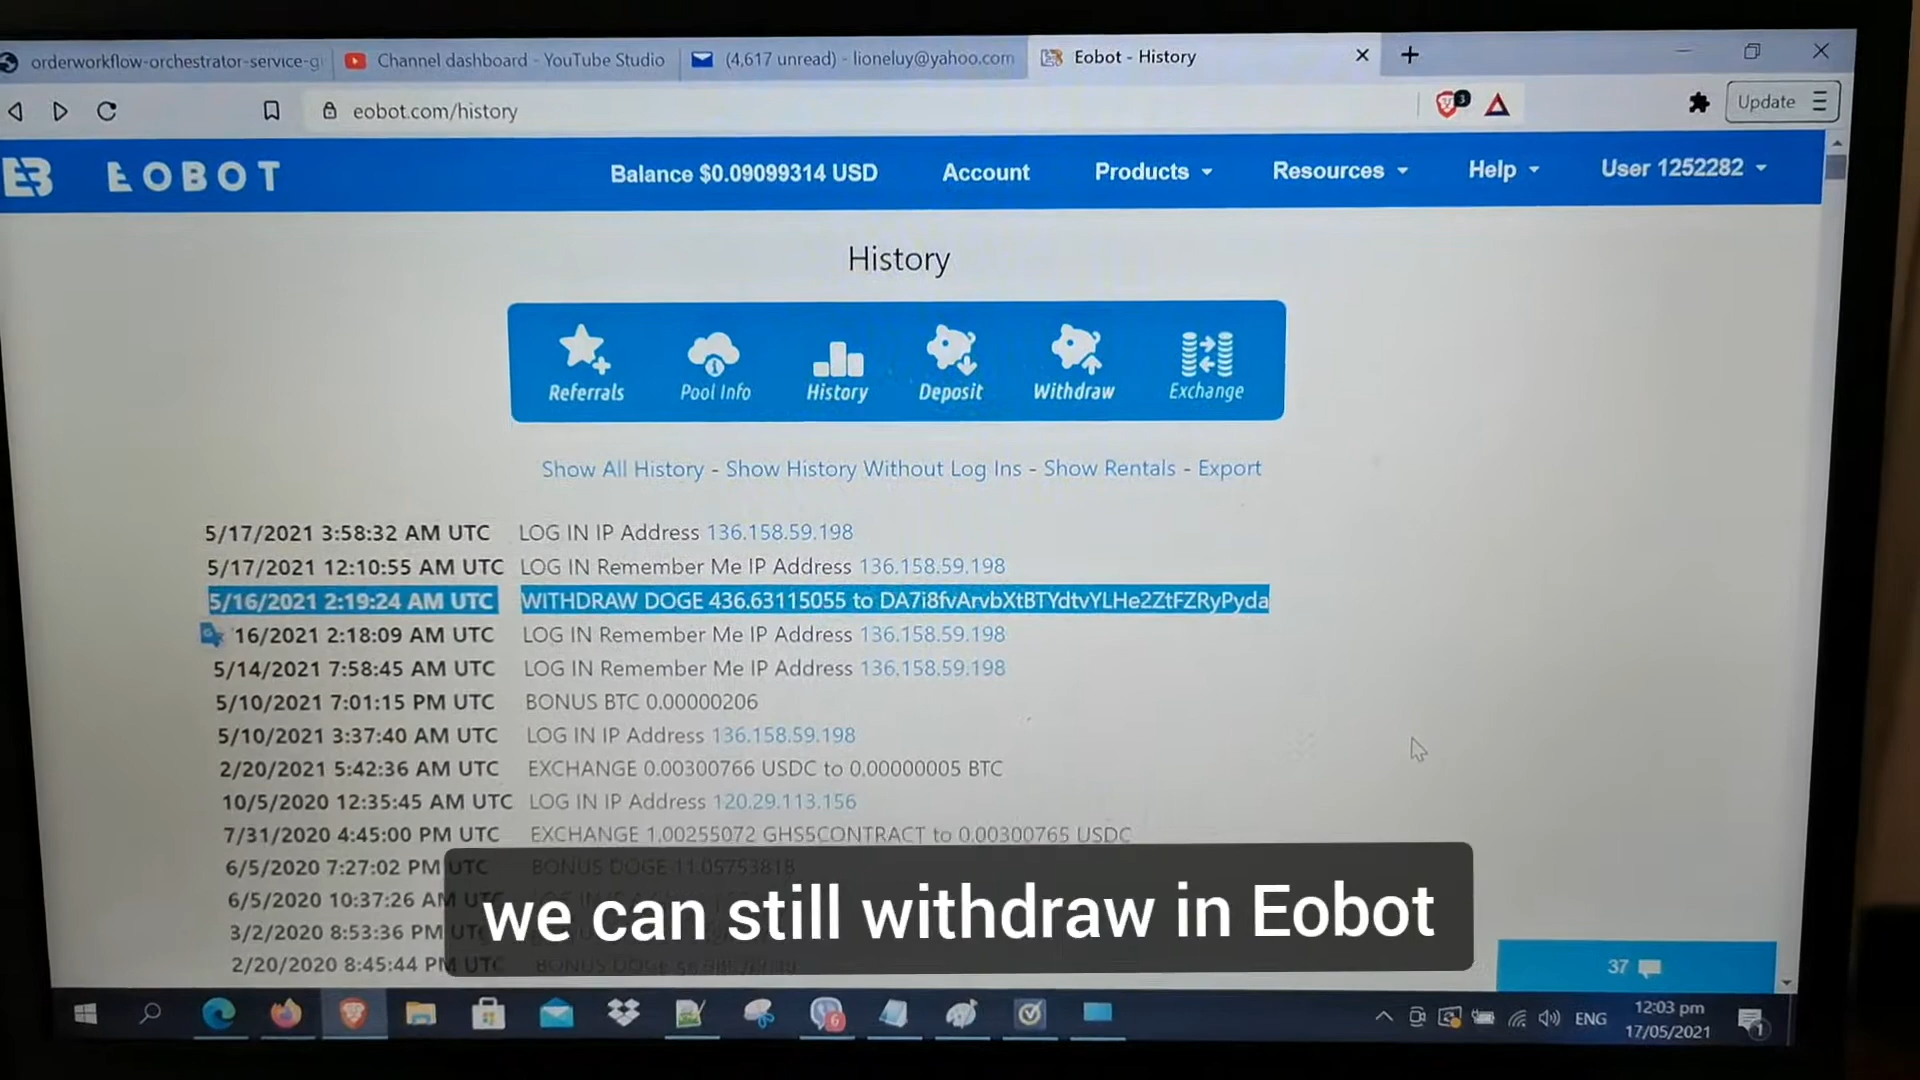 orderworkflow-orchestrator-service-g
Channel dashboard - YouTube Studio
(4,617 unread) - lioneluy@yahoo.com
Eobot - History
eobot.com/history
3
Update
EOBOT
Balance $0.09099314 USD
Account
Products
Resources
Help
User 1252282
History
Referrals
Pool Info
History
Deposit
Withdraw
Exchange
Show All History - Show History Without Log Ins - Show Rentals - Export
5/17/2021 3:58:32 AM UTC LOG IN IP Address 136.158.59.198
5/17/2021 12:10:55 AM UTC LOG IN Remember Me IP Address 136.158.59.198
5/16/2021 2:19:24 AM UTC WITHDRAW DOGE 436.63115055 to DA7i8fvArvbXtBTYdtvYLHe2ZtFZRyPyda
16/2021 2:18:09 AM UTC LOG IN Remember Me IP Address 136.158.59.198
5/14/2021 7:58:45 AM UTC LOG IN Remember Me IP Address 136.158.59.198
5/10/2021 7:01:15 PM UTC BONUS BTC 0.00000206
5/10/2021 3:37:40 AM UTC LOG IN IP Address 136.158.59.198
2/20/2021 5:42:36 AM UTC EXCHANGE 0.00300766 USDC to 0.00000005 BTC
10/5/2020 12:35:45 AM UTC LOG IN IP Address 120.29.113.156
7/31/2020 4:45:00 PM UTC EXCHANGE 1.00255072 GHS5CONTRACT to 0.00300765 USDC
6/5/2020 7:27:02 PM UTC BONUS DOGE 11.05753818
6/5/2020 10:37:26 AM UTC
3/2/2020 8:53:36 PM UTC
2/20/2020 8:45:44 PM UTC BONUS DOGE
we can still withdraw in Eobot
37
6
ENG
12:03 pm
17/05/2021
1